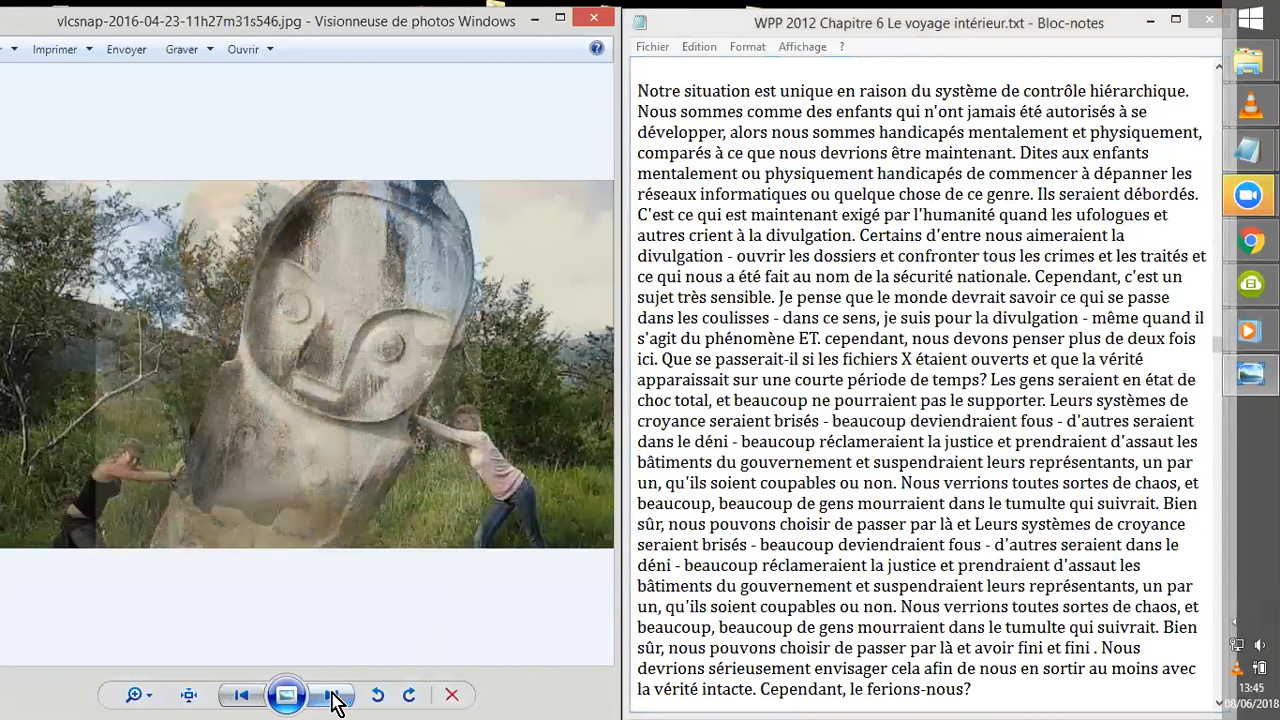 vlcsnap-2016-04-23-11h27m31s546.jpg - Visionneuse de photos Windows
Imprimer Envoyer Graver Ouvrir
WPP 2012 Chapitre 6 Le voyage intérieur.txt - Bloc-notes
Fichier Edition Format Affichage ?
Notre situation est unique en raison du système de contrôle hiérarchique.
Nous sommes comme des enfants qui n'ont jamais été autorisés à se
développer, alors nous sommes handicapés mentalement et physiquement,
comparés à ce que nous devrions être maintenant. Dites aux enfants
mentalement ou physiquement handicapés de commencer à dépanner les
réseaux informatiques ou quelque chose de ce genre. Ils seraient débordés.
C'est ce qui est maintenant exigé par l'humanité quand les ufologues et
autres crient à la divulgation. Certains d'entre nous aimeraient la
divulgation - ouvrir les dossiers et confronter tous les crimes et les traités et
ce qui nous a été fait au nom de la sécurité nationale. Cependant, c'est un
sujet très sensible. Je pense que le monde devrait savoir ce qui se passe
dans les coulisses - dans ce sens, je suis pour la divulgation - même quand il
s'agit du phénomène ET. cependant, nous devons penser plus de deux fois
ici. Que se passerait-il si les fichiers X étaient ouverts et que la vérité
apparaissait sur une courte période de temps? Les gens seraient en état de
choc total, et beaucoup ne pourraient pas le supporter. Leurs systèmes de
croyance seraient brisés - beaucoup deviendraient fous - d'autres seraient
dans le déni - beaucoup réclameraient la justice et prendraient d'assaut les
bâtiments du gouvernement et suspendraient leurs représentants, un par
un, qu'ils soient coupables ou non. Nous verrions toutes sortes de chaos, et
beaucoup, beaucoup de gens mourraient dans le tumulte qui suivrait. Bien
sûr, nous pouvons choisir de passer par là et Leurs systèmes de croyance
seraient brisés - beaucoup deviendraient fous - d'autres seraient dans le
déni - beaucoup réclameraient la justice et prendraient d'assaut les
bâtiments du gouvernement et suspendraient leurs représentants, un par
un, qu'ils soient coupables ou non. Nous verrions toutes sortes de chaos, et
beaucoup, beaucoup de gens mourraient dans le tumulte qui suivrait. Bien
sûr, nous pouvons choisir de passer par là et avoir fini et fini . Nous
devrions sérieusement envisager cela afin de nous en sortir au moins avec
la vérité intacte. Cependant, le ferions-nous?
13:45
08/06/2018